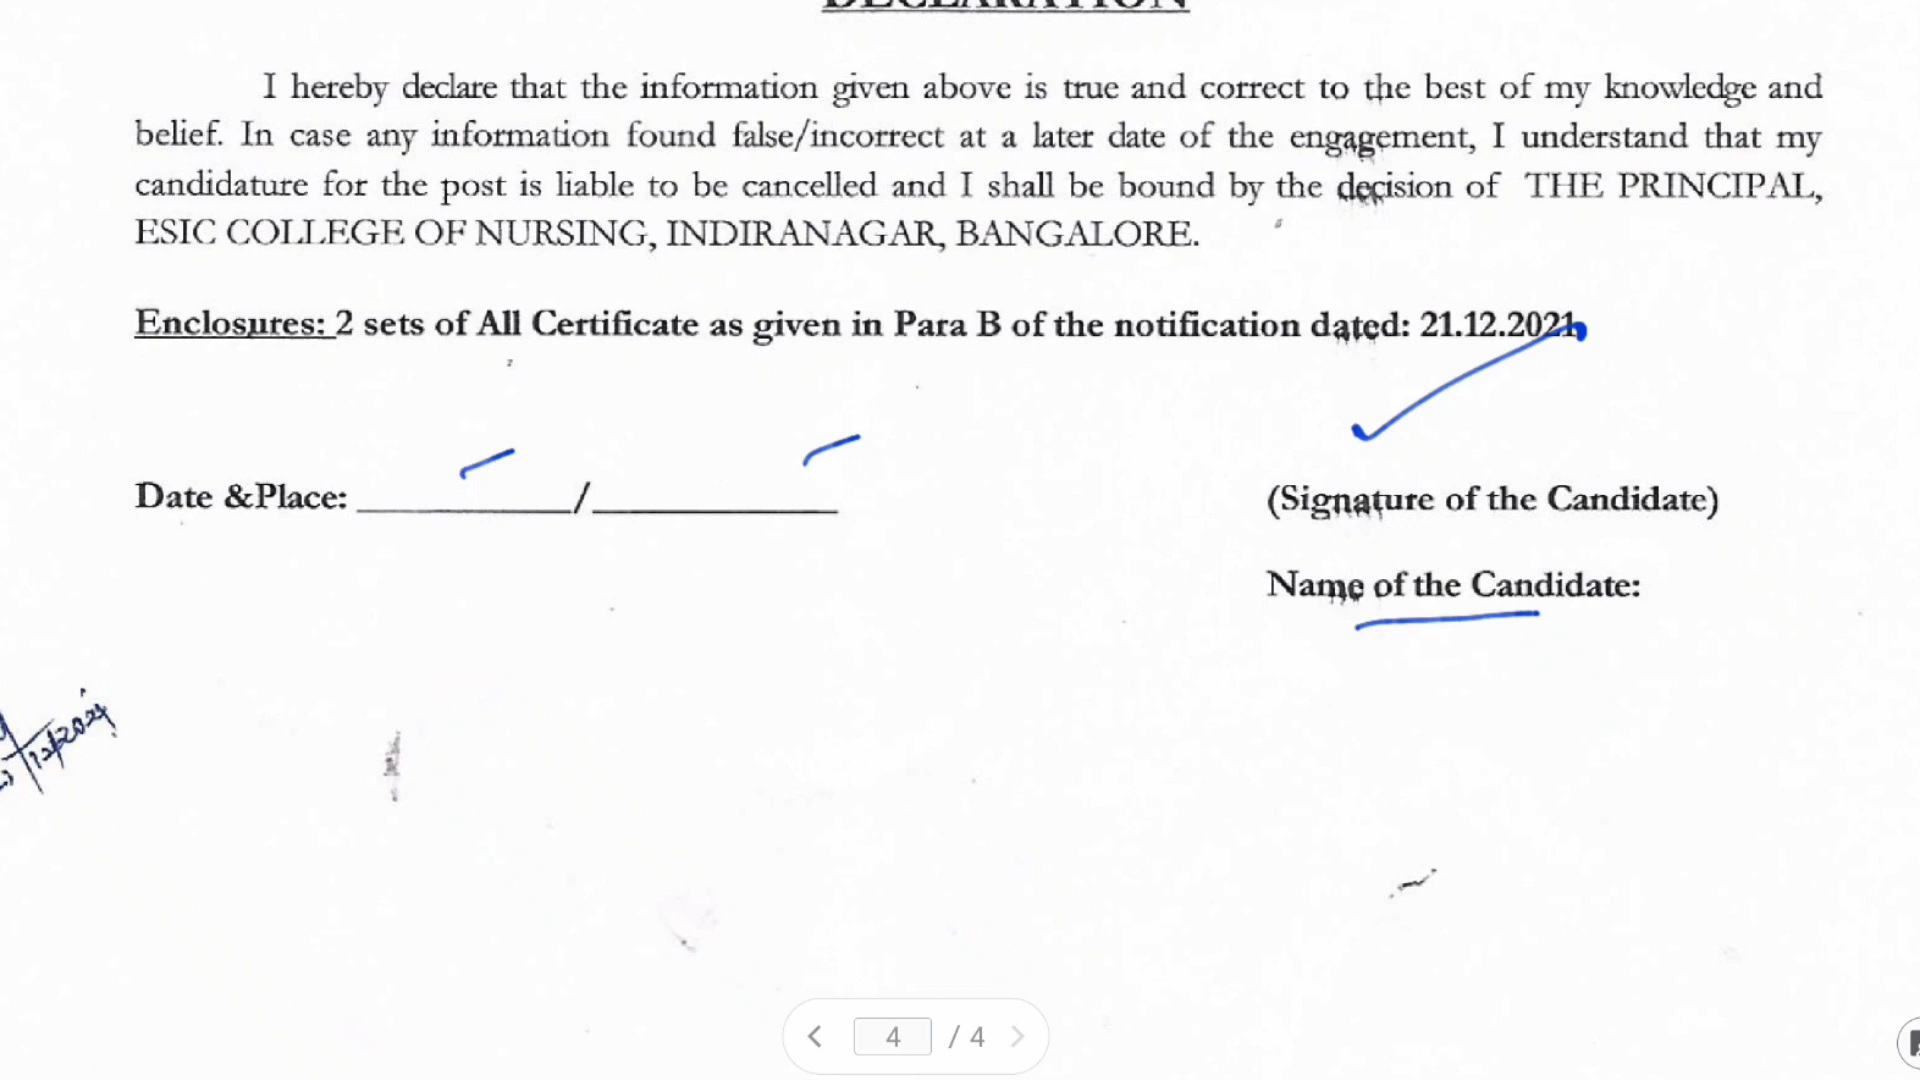 DECLARATION
I hereby declare that the information given above is true and correct to the best of my knowledge and
belief. In case any information found false/incorrect at a later date of the engagement, I understand that my
candidature for the post is liable to be cancelled and I shall be bound by the decision of THE PRINCIPAL,
ESIC COLLEGE OF NURSING, INDIRANAGAR, BANGALORE.
Enclosures: 2 sets of All Certificate as given in Para B of the notification dated: 21.12.2021.
Date &Place: ____________/______________
(Signature of the Candidate)
Name of the Candidate:
4 / 4